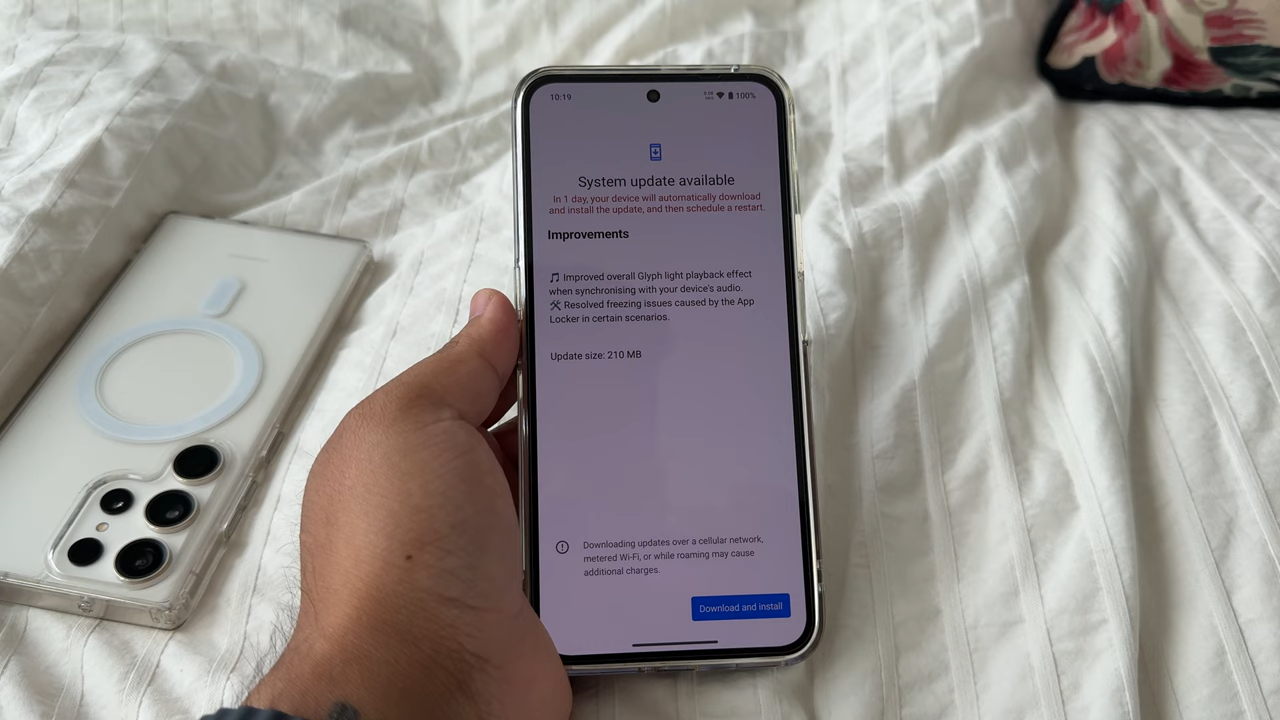 10:19
100%
System update available
In 1 day, your device will automatically download
and install the update, and then schedule a restart.
Improvements
🎵 Improved overall Glyph light playback effect
when synchronising with your device's audio.
🛠 Resolved freezing issues caused by the App
Locker in certain scenarios.
Update size: 210 MB
Downloading updates over a cellular network,
metered Wi-Fi, or while roaming may cause
additional charges.
Download and install